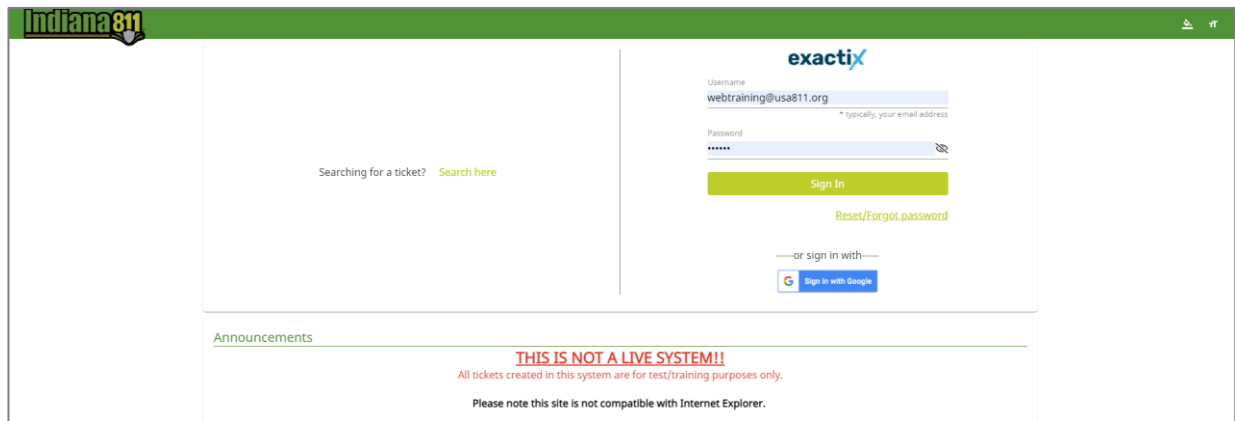 Indiana811
exactix
Username
webtraining@usa811.org
* typically, your email address
Password
••••••
Searching for a ticket? Search here
Sign In
Reset/Forgot password
or sign in with
G Sign in with Google
Announcements
THIS IS NOT A LIVE SYSTEM!!
All tickets created in this system are for test/training purposes only.
Please note this site is not compatible with Internet Explorer.